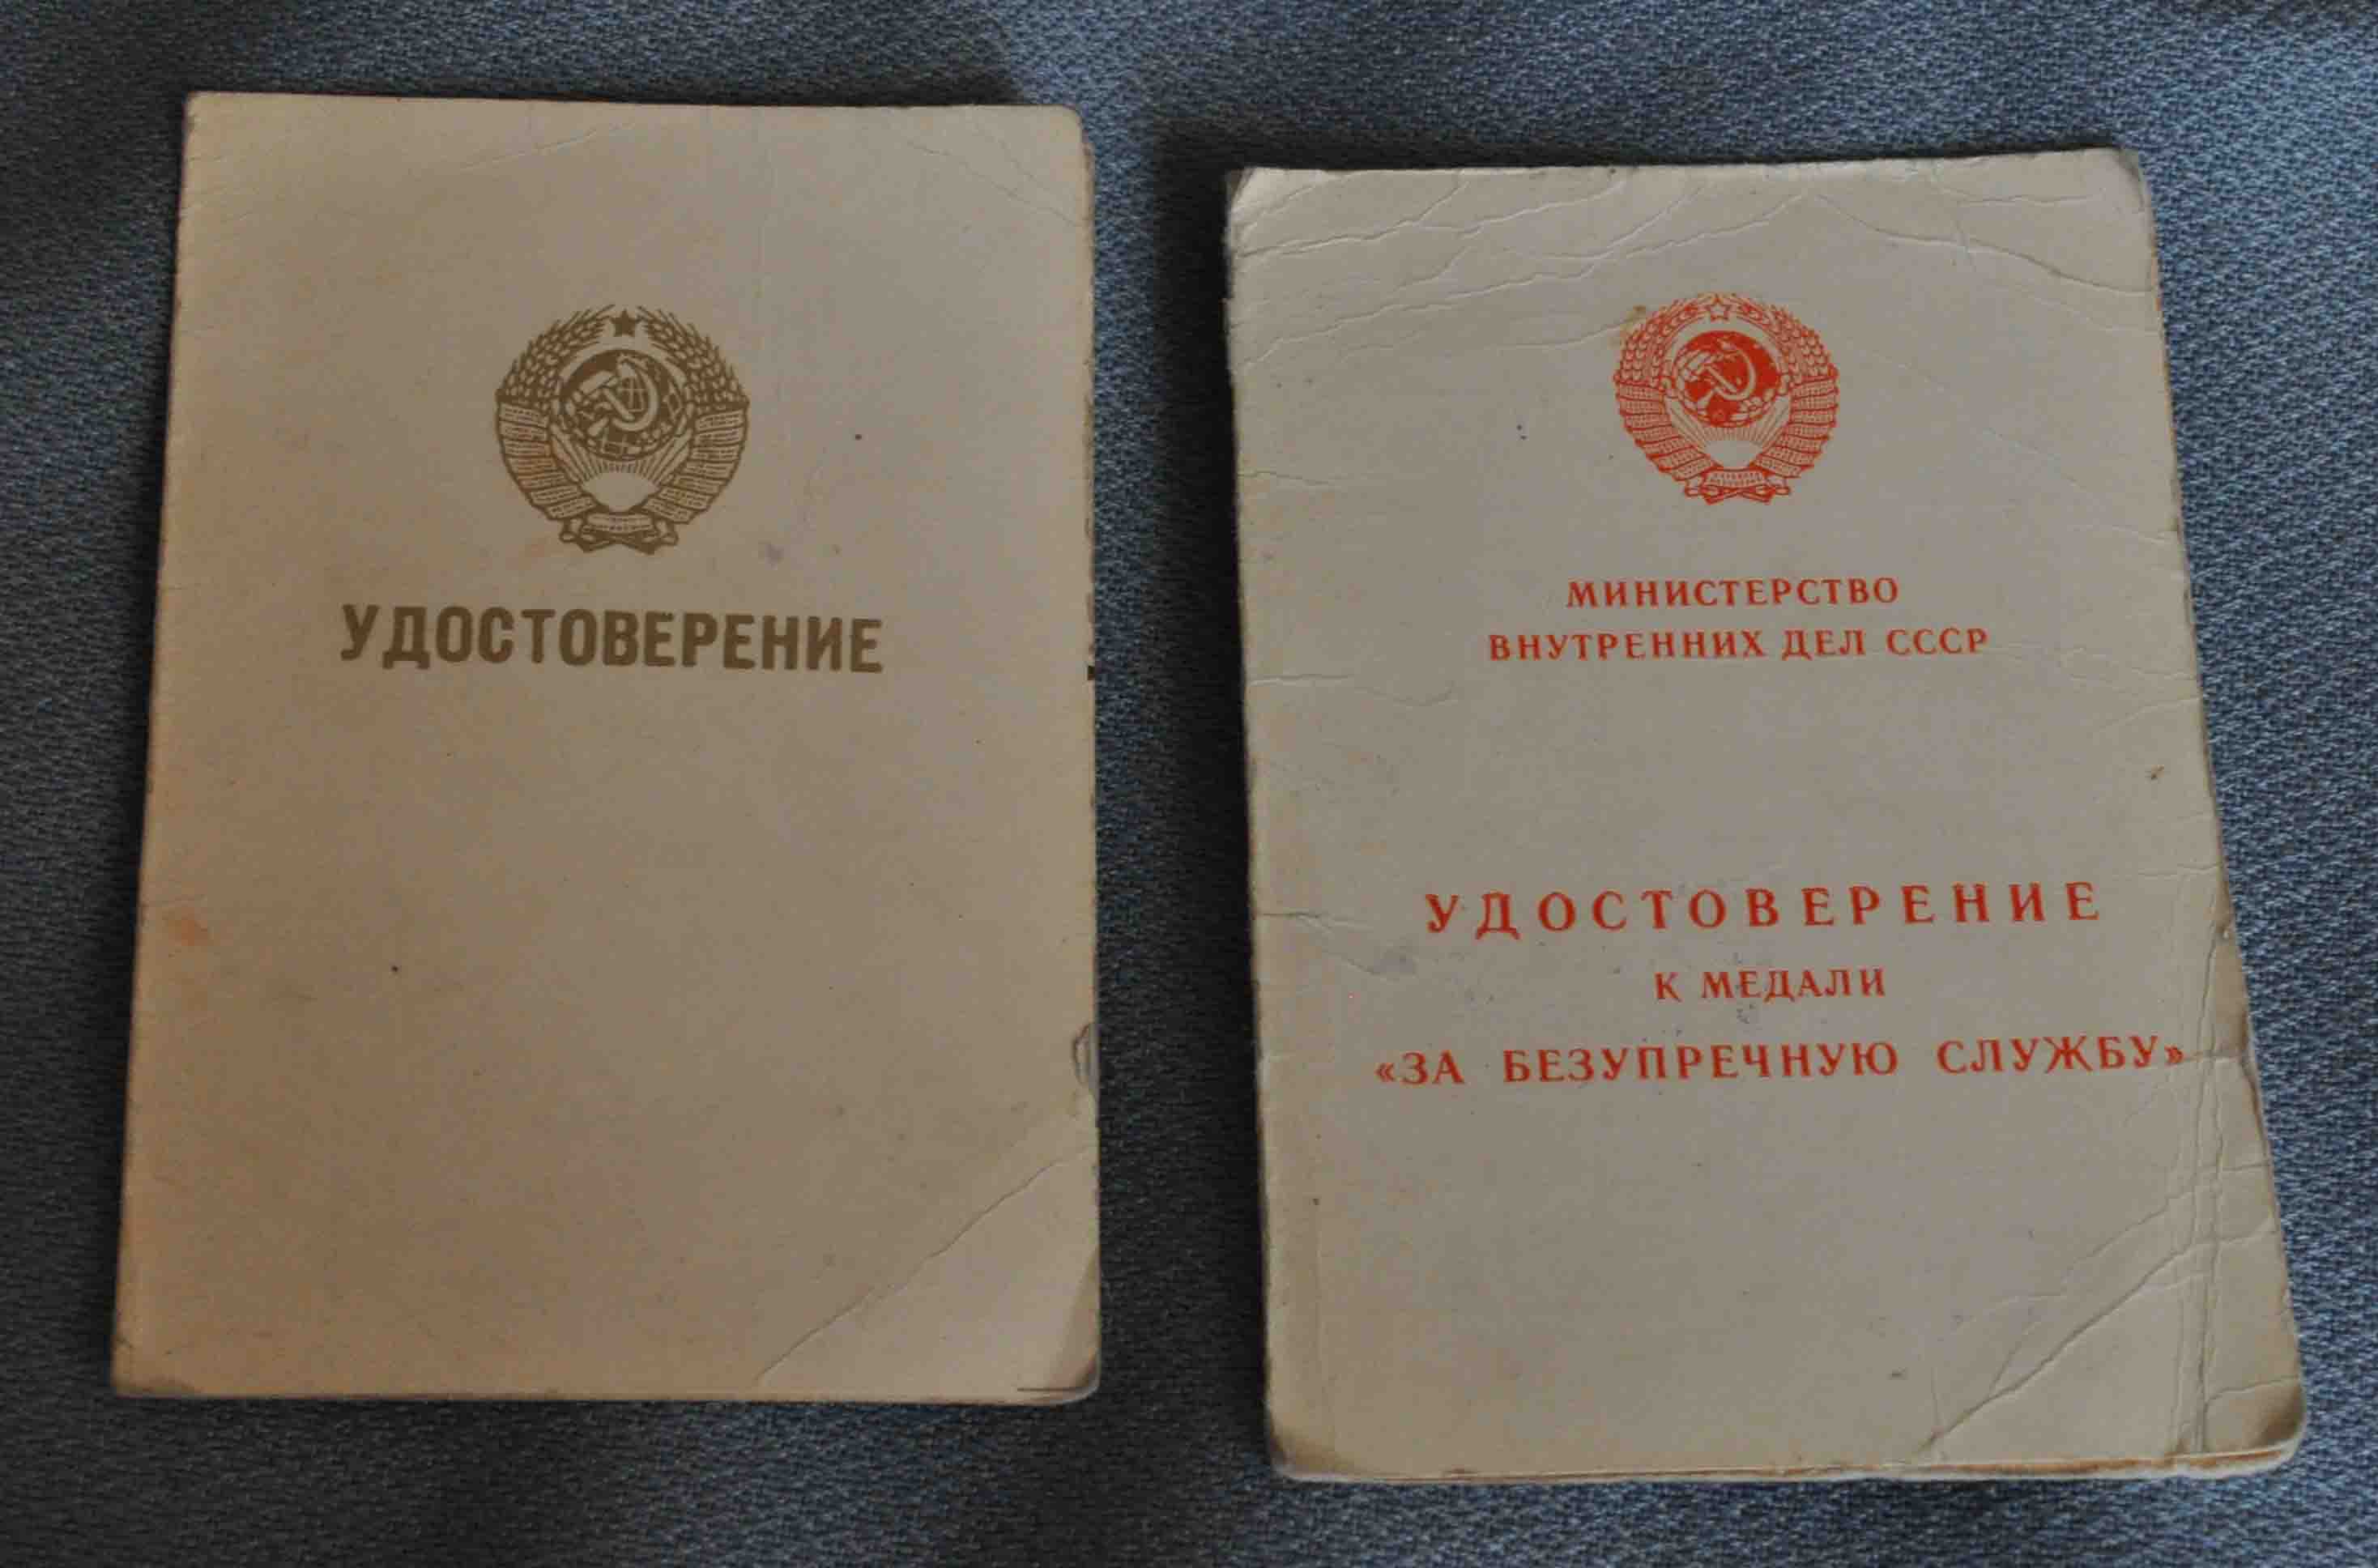 УДОСТОВЕРЕНИЕ
МИНИСТЕРСТВО
ВНУТРЕННИХ ДЕЛ СССР
УДОСТОВЕРЕНИЕ
К МЕДАЛИ
«ЗА БЕЗУПРЕЧНУЮ СЛУЖБУ»